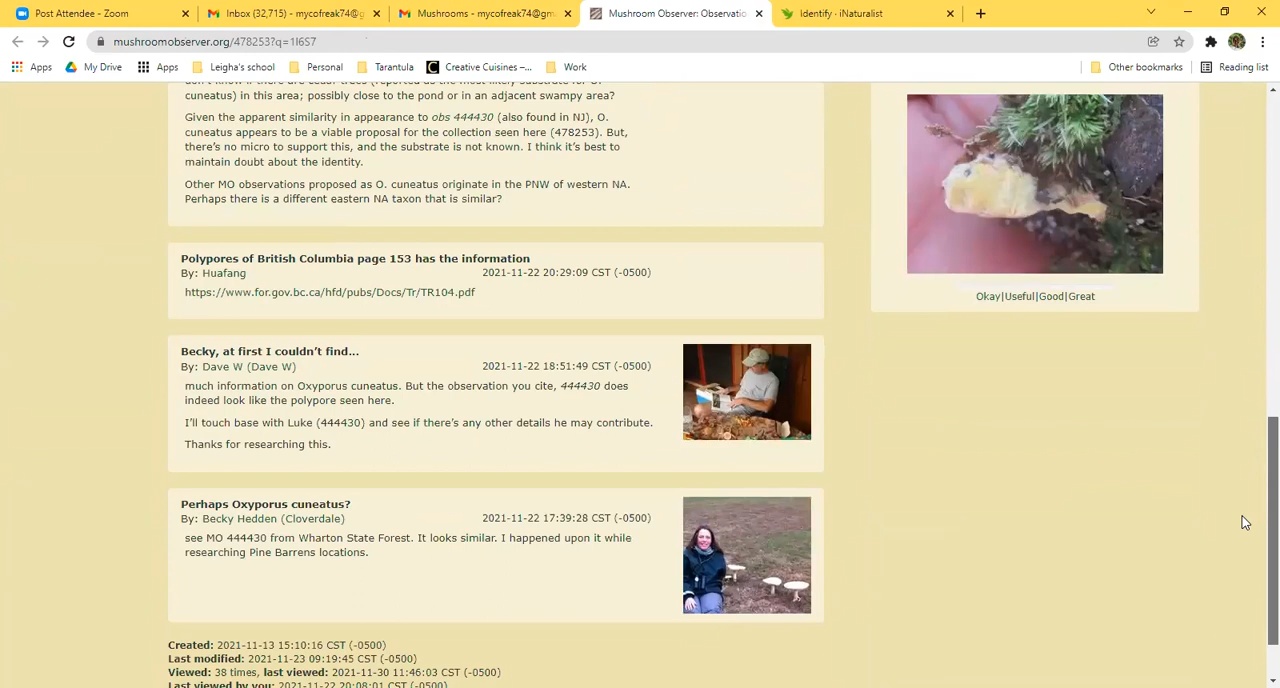 Post Attendee - Zoom
Inbox (32,715) - mycofreak74@g
Mushrooms - mycofreak74@gm
Mushroom Observer: Observatio
Identify · iNaturalist
mushroomobserver.org/478253?q=1I6S7
Apps
My Drive
Apps
Leigha's school
Personal
Tarantula
Creative Cuisines –...
Work
Other bookmarks
Reading list
cuneatus) in this area; possibly close to the pond or in an adjacent swampy area?
Given the apparent similarity in appearance to obs 444430 (also found in NJ), O.
cuneatus appears to be a viable proposal for the collection seen here (478253). But,
there's no micro to support this, and the substrate is not known. I think it's best to
maintain doubt about the identity.
Other MO observations proposed as O. cuneatus originate in the PNW of western NA.
Perhaps there is a different eastern NA taxon that is similar?
Okay|Useful|Good|Great
Polypores of British Columbia page 153 has the information
By: Huafang 2021-11-22 20:29:09 CST (-0500)
https://www.for.gov.bc.ca/hfd/pubs/Docs/Tr/TR104.pdf
Becky, at first I couldn't find...
By: Dave W (Dave W) 2021-11-22 18:51:49 CST (-0500)
much information on Oxyporus cuneatus. But the observation you cite, 444430 does
indeed look like the polypore seen here.
I'll touch base with Luke (444430) and see if there's any other details he may contribute.
Thanks for researching this.
Perhaps Oxyporus cuneatus?
By: Becky Hedden (Cloverdale) 2021-11-22 17:39:28 CST (-0500)
see MO 444430 from Wharton State Forest. It looks similar. I happened upon it while
researching Pine Barrens locations.
Created: 2021-11-13 15:10:16 CST (-0500)
Last modified: 2021-11-23 09:19:45 CST (-0500)
Viewed: 38 times, last viewed: 2021-11-30 11:46:03 CST (-0500)
Last viewed by you: 2021-11-22 20:08:01 CST (-0500)